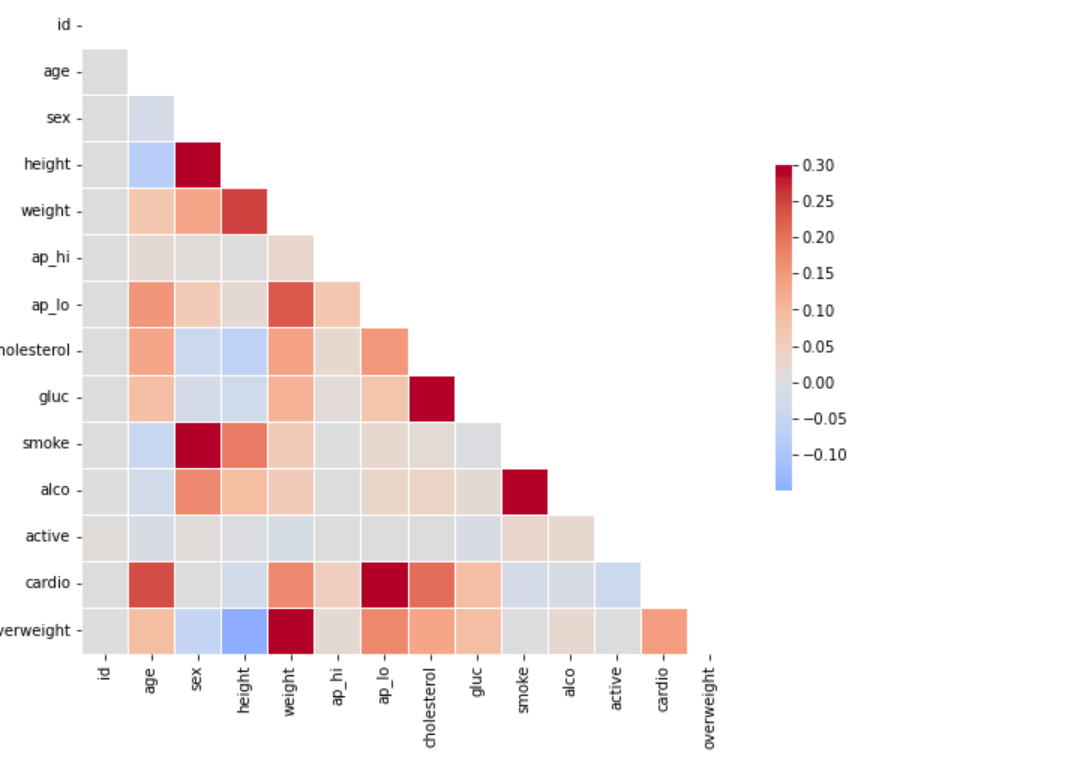 id
age
sex
height
weight
ap_hi
ap_lo
holesterol
gluc
smoke
alco
active
cardio
verweight
id
age
sex
height
weight
ap_hi
ap_lo
cholesterol
gluc
smoke
alco
active
cardio
overweight
0.30
0.25
0.20
0.15
0.10
0.05
0.00
−0.05
−0.10